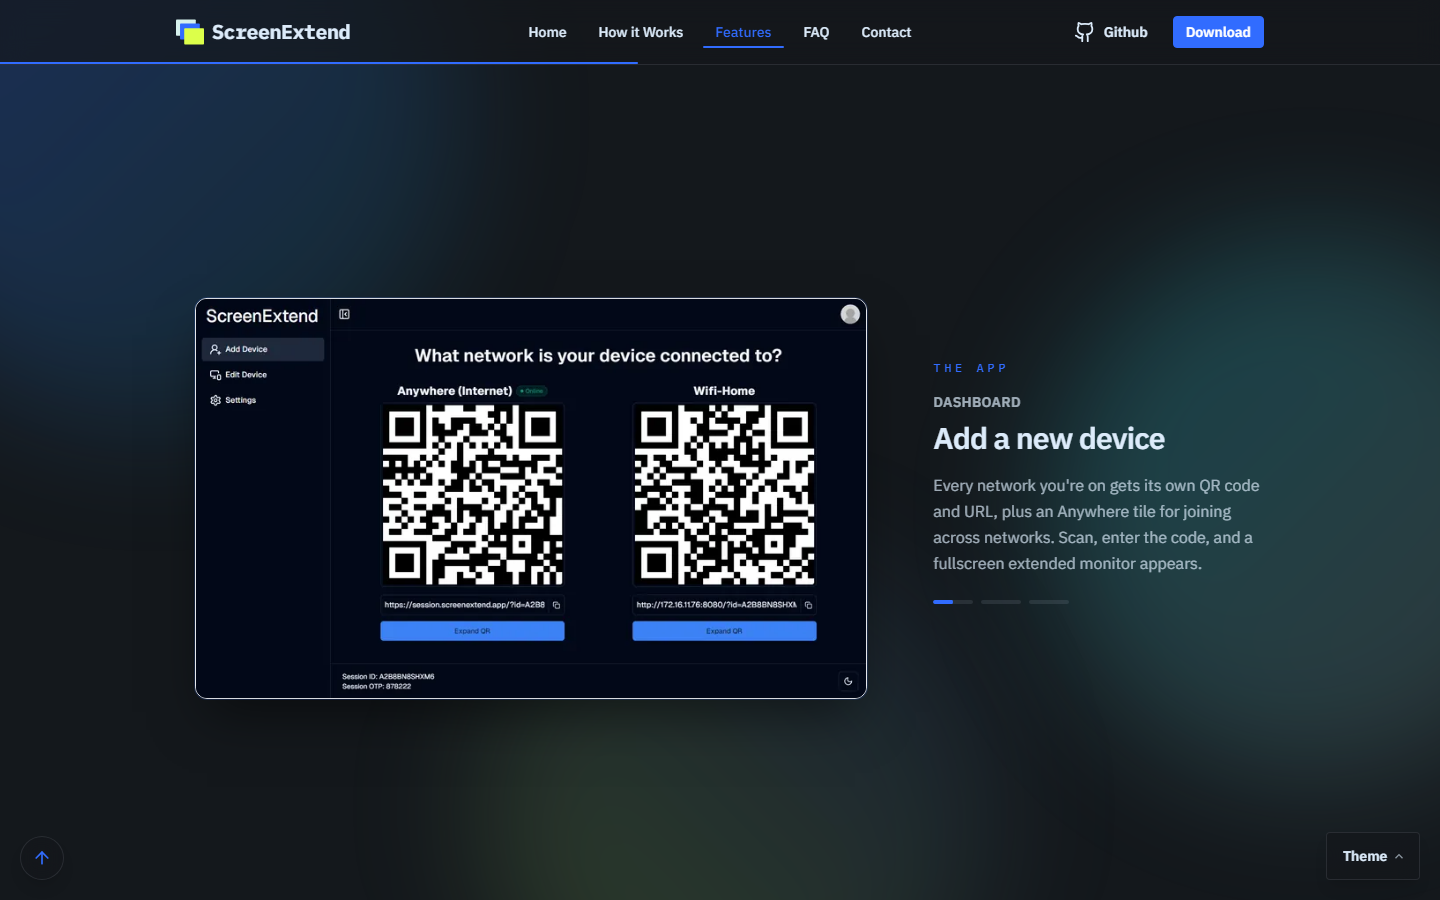 ScreenExtend
Home
How it Works
Features
FAQ
Contact
Github
Download
ScreenExtend
Add Device
Edit Device
Settings
What network is your device connected to?
Anywhere (Internet)
Online
Wifi-Home
https://session.screenextend.app/?id=A2B8
http://172.16.11.76:8080/?id=A2B8BN8SHXM
Expand QR
Expand QR
Session ID: A2B8BN8SHXM6
Session OTP: 878222
THE APP
DASHBOARD
Add a new device
Every network you're on gets its own QR code
and URL, plus an Anywhere tile for joining
across networks. Scan, enter the code, and a
fullscreen extended monitor appears.
Theme